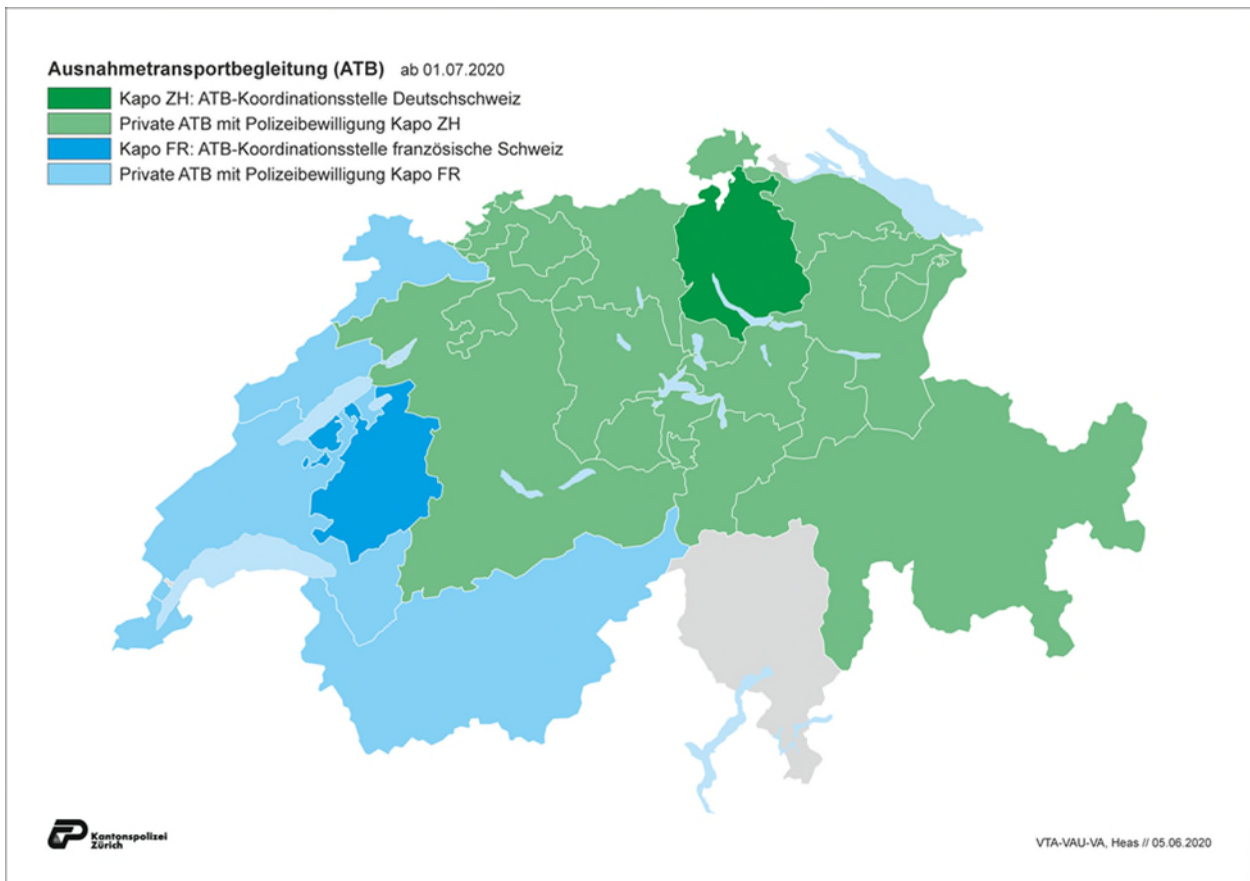 Ausnahmetransportbegleitung (ATB) ab 01.07.2020
Kapo ZH: ATB-Koordinationsstelle Deutschschweiz
Private ATB mit Polizeibewilligung Kapo ZH
Kapo FR: ATB-Koordinationsstelle französische Schweiz
Private ATB mit Polizeibewilligung Kapo FR
Kantonspolizei
Zürich
VTA-VAU-VA, Heas // 05.06.2020